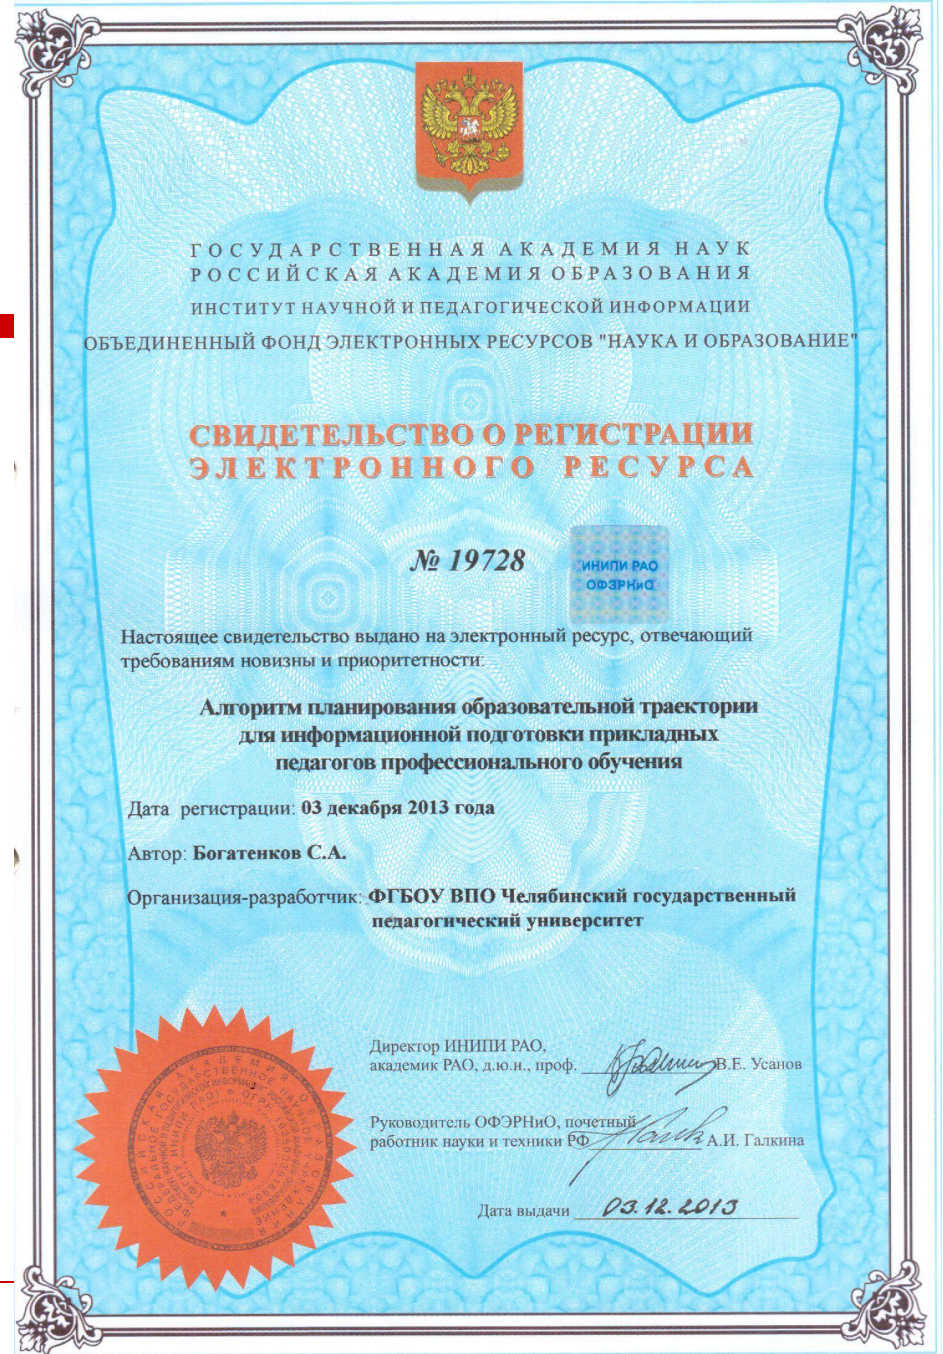 ГОСУДАРСТВЕННАЯ АКАДЕМИЯ НАУК
РОССИЙСКАЯ АКАДЕМИЯ ОБРАЗОВАНИЯ
ИНСТИТУТ НАУЧНОЙ И ПЕДАГОГИЧЕСКОЙ ИНФОРМАЦИИ
ОБЪЕДИНЕННЫЙ ФОНД ЭЛЕКТРОННЫХ РЕСУРСОВ "НАУКА И ОБРАЗОВАНИЕ"
СВИДЕТЕЛЬСТВО О РЕГИСТРАЦИИ
ЭЛЕКТРОННОГО РЕСУРСА
№ 19728
ИНИПИ РАО
ОФЭРНиО
Настоящее свидетельство выдано на электронный ресурс, отвечающий
требованиям новизны и приоритетности:
Алгоритм планирования образовательной траектории
для информационной подготовки прикладных
педагогов профессионального обучения
Дата регистрации: 03 декабря 2013 года
Автор: Богатенков С.А.
Организация-разработчик: ФГБОУ ВПО Челябинский государственный
педагогический университет
Директор ИНИПИ РАО,
академик РАО, д.ю.н., проф. В.Е. Усанов
Руководитель ОФЭРНиО, почетный
работник науки и техники РФ А.И. Галкина
Дата выдачи 03.12.2013